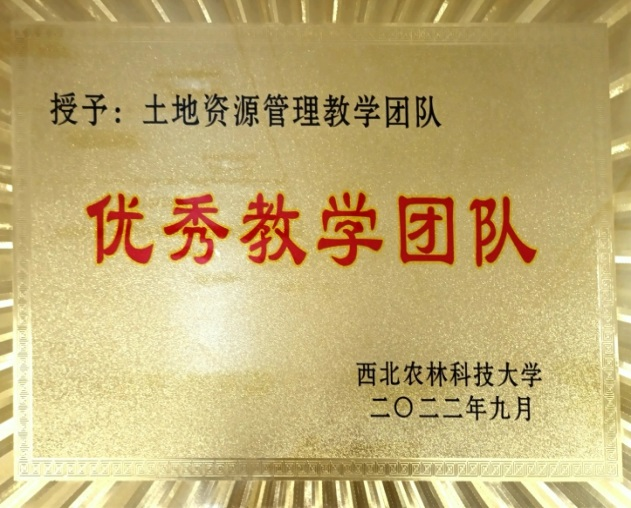 授予：土地资源管理教学团队
优秀教学团队
西北农林科技大学
二〇二二年九月